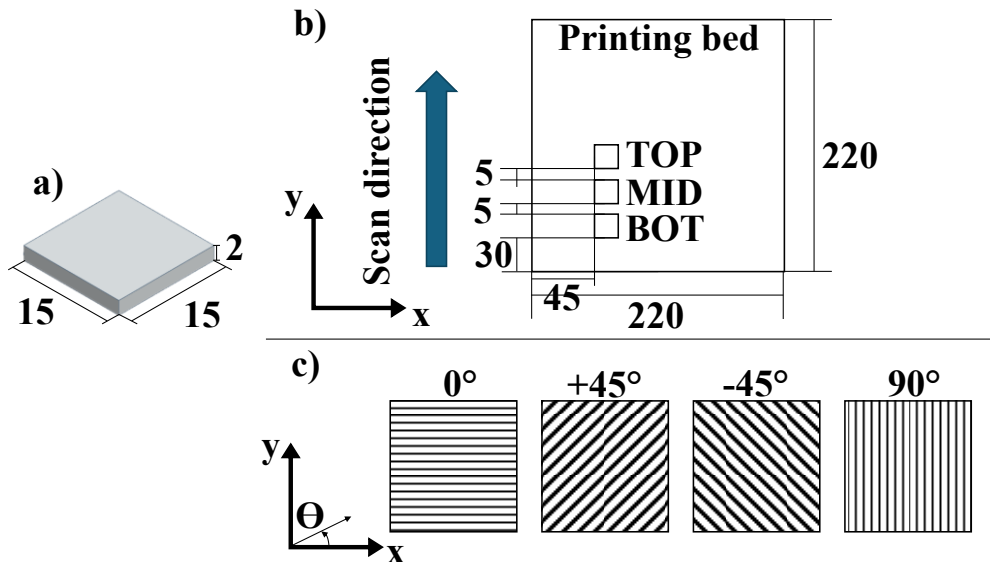 a)
2
15
15
b)
Printing bed
Scan direction
y
x
TOP
MID
BOT
5
5
30
45
220
220
c)
0°
+45°
-45°
90°
y
Θ
x